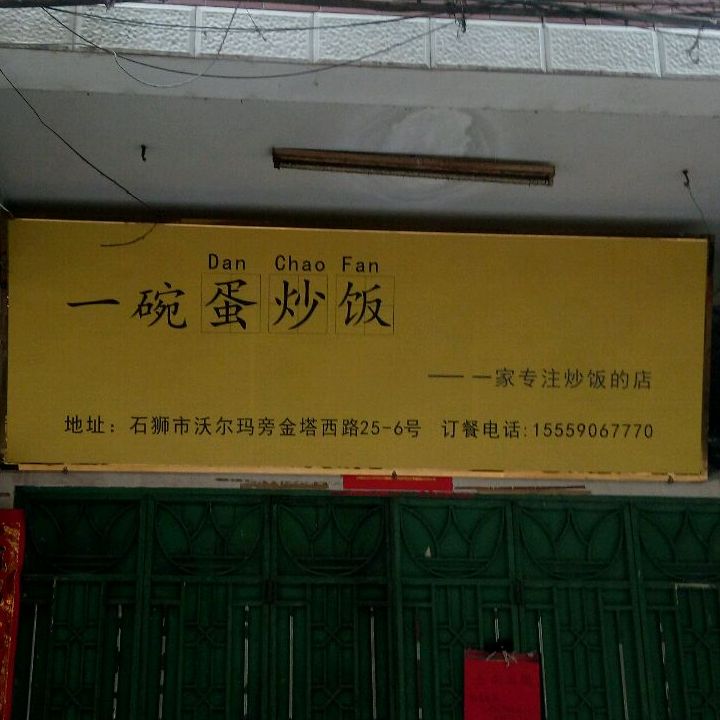 Dan Chao Fan
一碗蛋炒饭
—— 一家专注炒饭的店
地址：石狮市沃尔玛旁金塔西路25-6号 订餐电话:15559067770